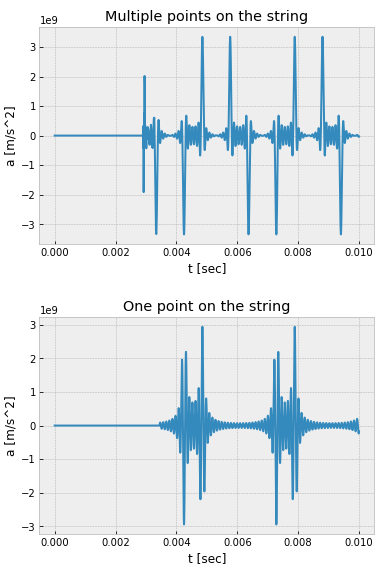 Multiple points on the string
1e9
3
2
1
0
−1
−2
−3
a [m/s^2]
0.000 0.002 0.004 0.006 0.008 0.010
t [sec]
One point on the string
1e9
3
2
1
0
−1
−2
−3
a [m/s^2]
0.000 0.002 0.004 0.006 0.008 0.010
t [sec]